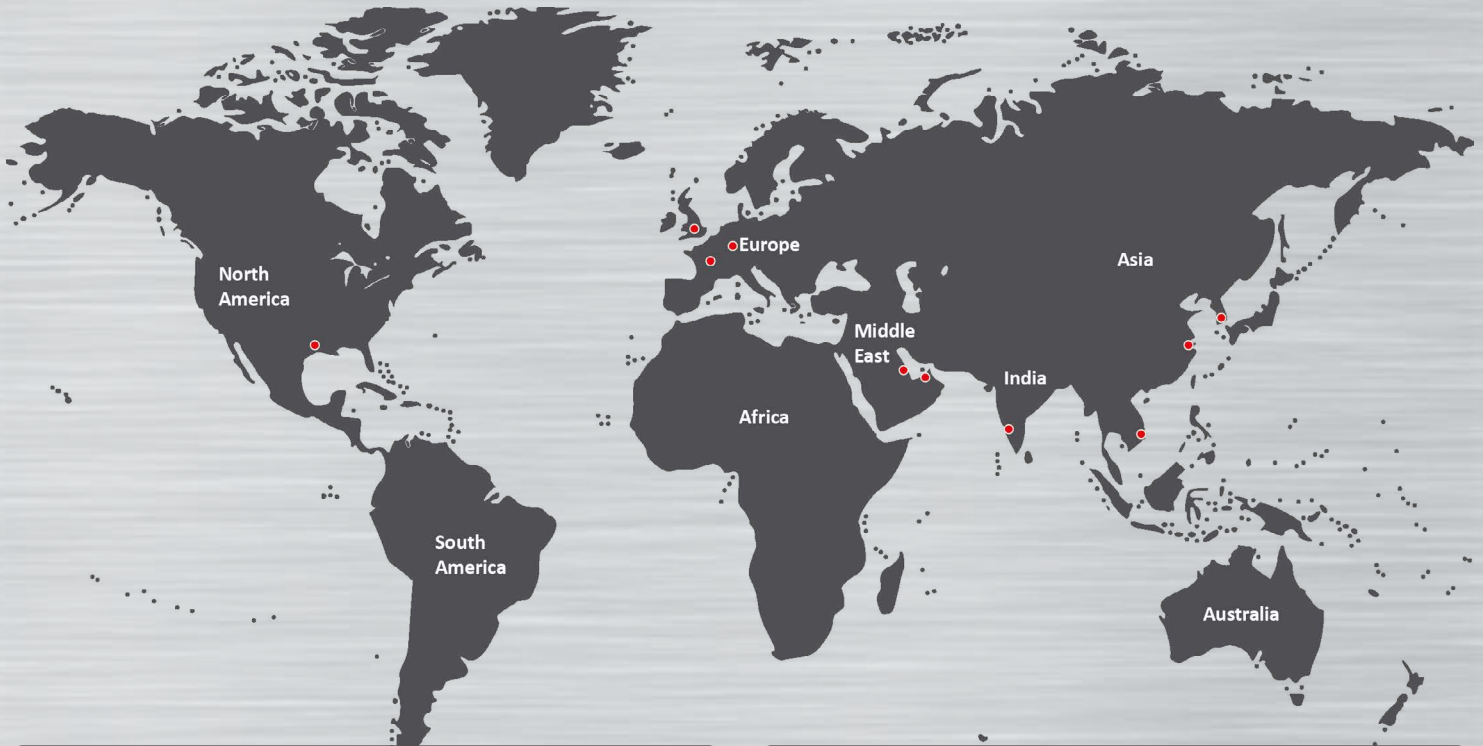 North
America
Europe
Asia
Middle
East
India
Africa
South
America
Australia